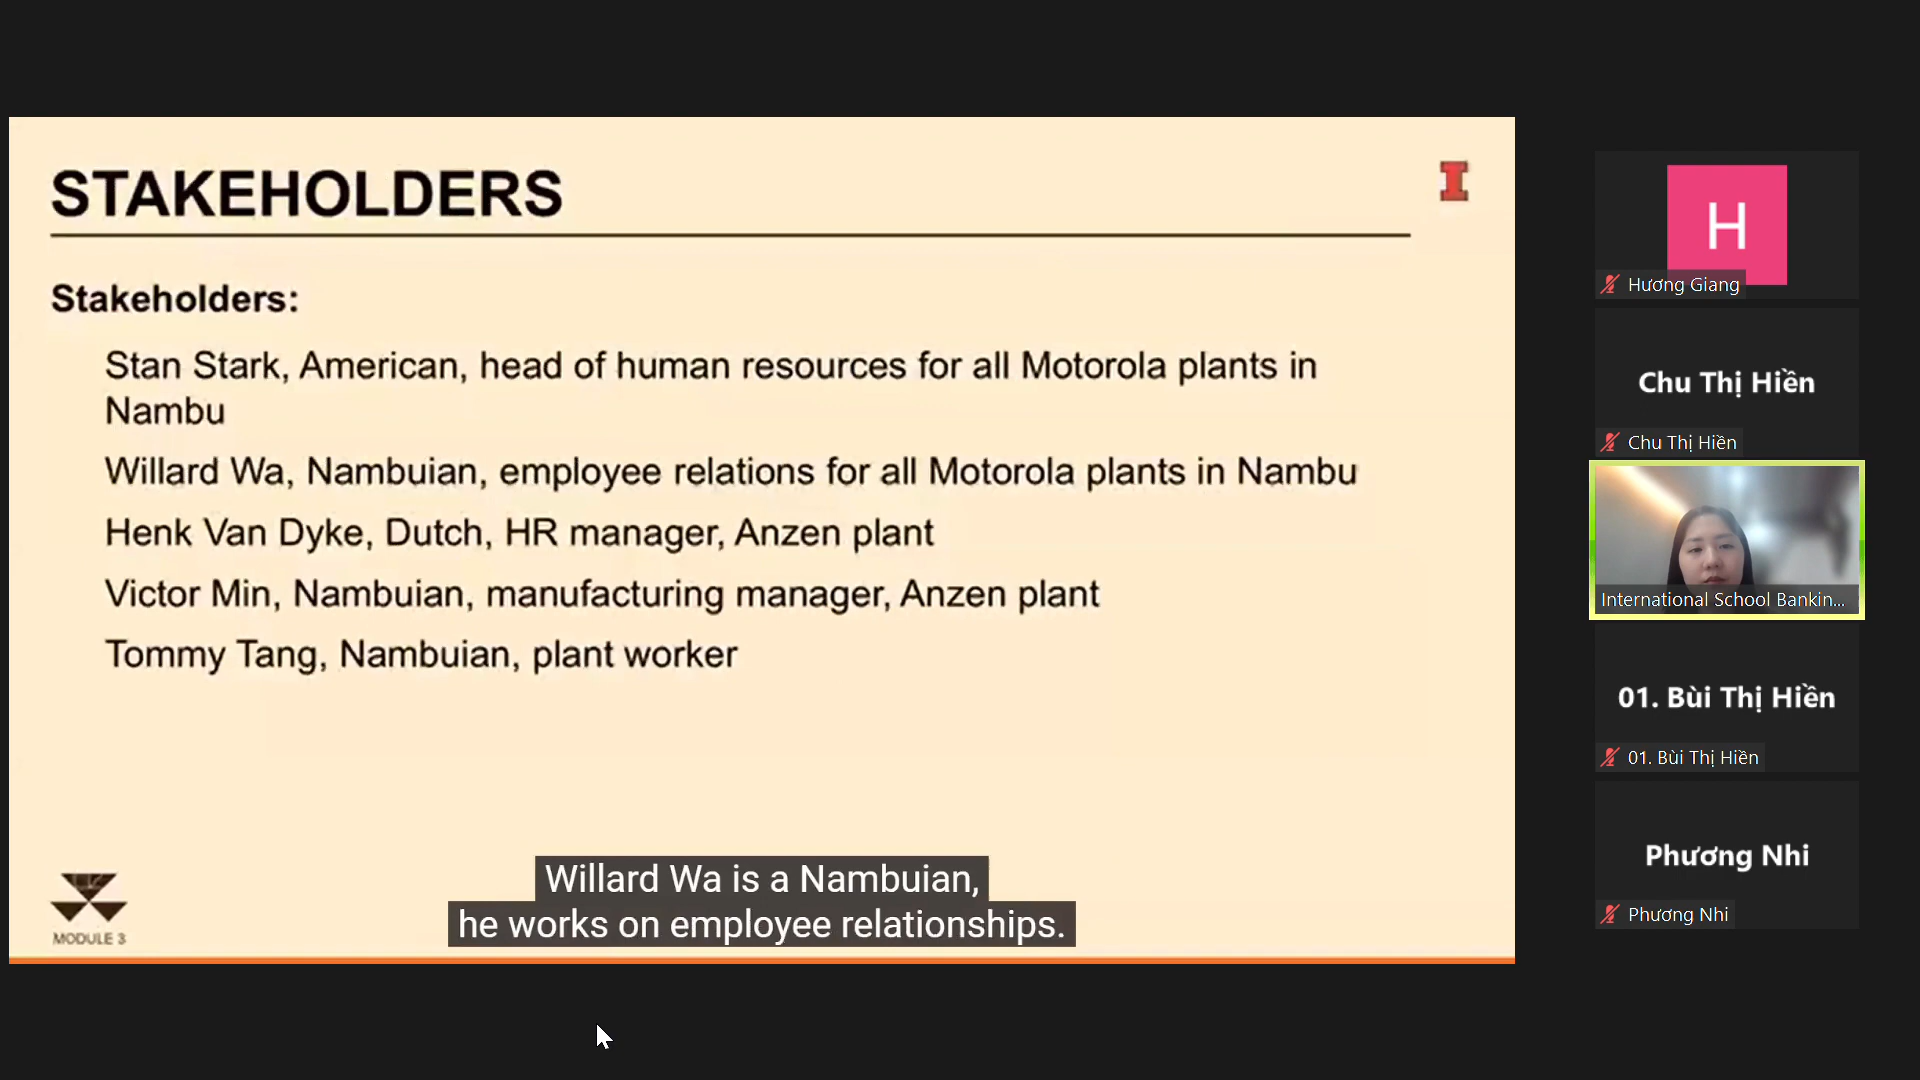 STAKEHOLDERS
I
Stakeholders:
Stan Stark, American, head of human resources for all Motorola plants in
Nambu
Willard Wa, Nambuian, employee relations for all Motorola plants in Nambu
Henk Van Dyke, Dutch, HR manager, Anzen plant
Victor Min, Nambuian, manufacturing manager, Anzen plant
Tommy Tang, Nambuian, plant worker
MODULE 3
Willard Wa is a Nambuian,
he works on employee relationships.
H
Hương Giang
Chu Thị Hiền
Chu Thị Hiền
International School Bankin...
01. Bùi Thị Hiền
01. Bùi Thị Hiền
Phương Nhi
Phương Nhi